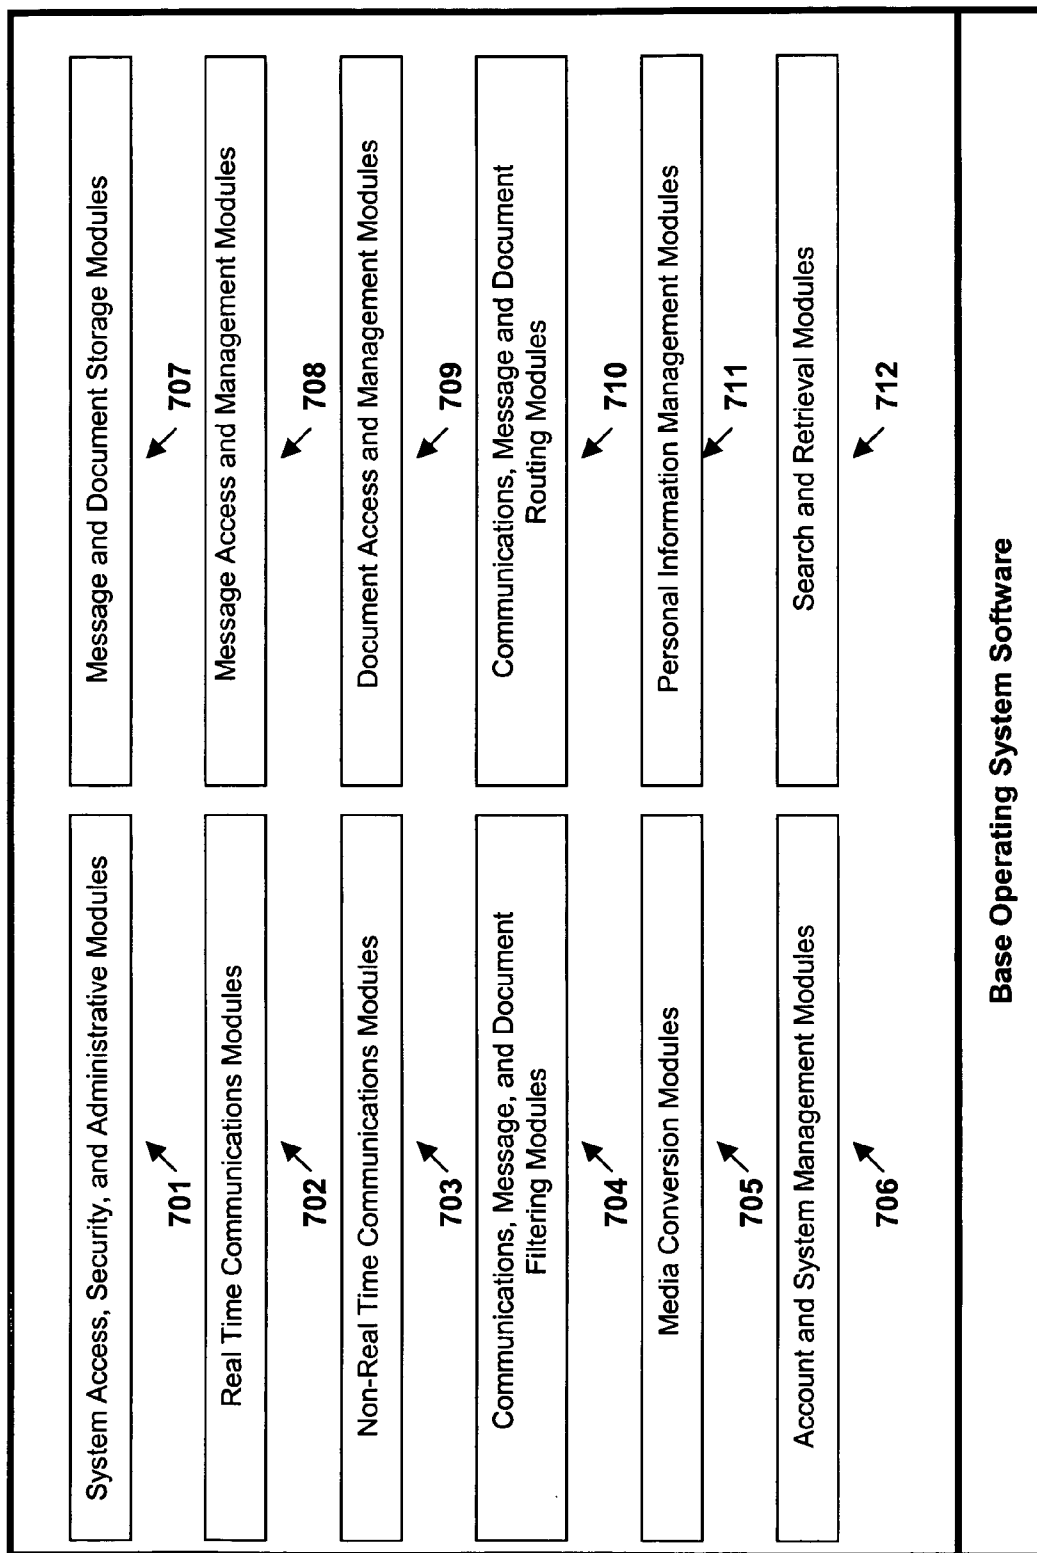 System Access, Security, and Administrative Modules
701
Real Time Communications Modules
702
Non-Real Time Communications Modules
703
Communications, Message, and Document
Filtering Modules
704
Media Conversion Modules
705
Account and System Management Modules
706
Message and Document Storage Modules
707
Message Access and Management Modules
708
Document Access and Management Modules
709
Communications, Message and Document
Routing Modules
710
Personal Information Management Modules
711
Search and Retrieval Modules
712
Base Operating System Software